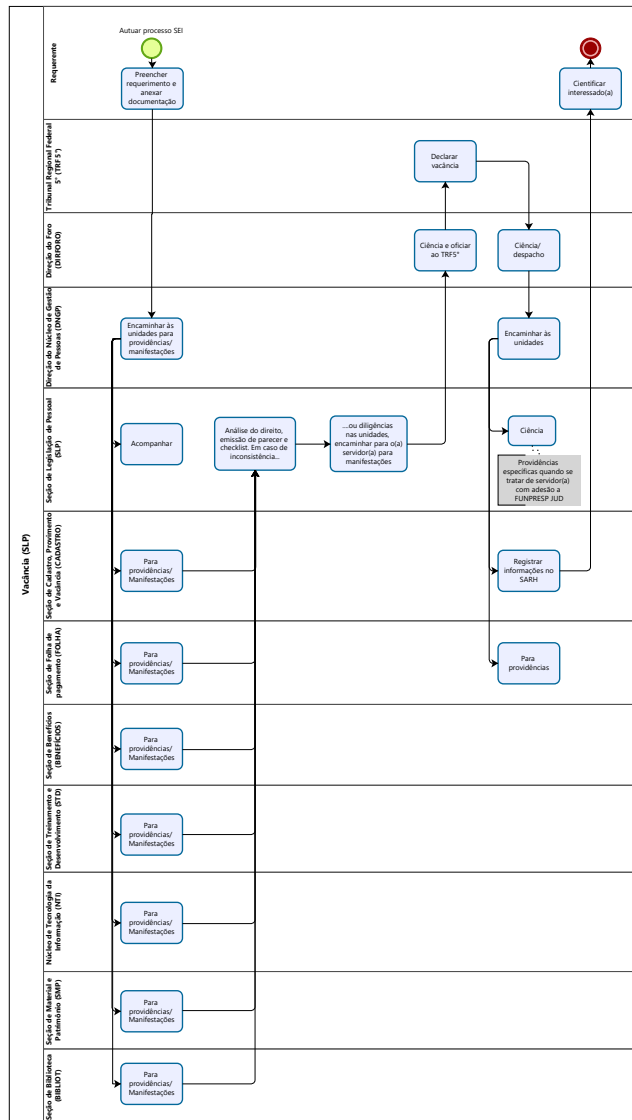 Vacância (SLP)
Requerente
Autuar processo SEI
Preencher
requerimento e
anexar
documentação
Cientificar
interessado(a)
Tribunal Regional Federal
5ª (TRF5ª)
Declarar
vacância
Direção do Foro
(DIRFORO)
Ciência e oficiar
ao TRF5ª
Ciência/
despacho
Direção do Núcleo de Gestão
de Pessoas (DNGP)
Encaminhar às
unidades para
providências/
manifestações
Encaminhar às
unidades
Seção de Legislação de Pessoal
(SLP)
Acompanhar
Análise do direito,
emissão de parecer e
checklist. Em caso de
inconsistência...
....ou diligências
nas unidades,
encaminhar para o(a)
servidor(a) para
manifestações
Ciência
Providências
específicas quando se
tratar de servidor(a)
com adesão a
FUNPRESP JUD
Seção de Cadastro, Provimento
e Vacância (CADASTRO)
Para
providências/
Manifestações
Registrar
informações no
SARH
Seção de Folha de
pagamento (FOLHA)
Para
providências/
Manifestações
Para
providências
Seção de Benefícios
(BENEFÍCIOS)
Para
providências/
Manifestações
Seção de Treinamento e
Desenvolvimento (STD)
Para
providências/
Manifestações
Núcleo de Tecnologia da
Informação (NTI)
Para
providências/
Manifestações
Seção de Material e
Patrimônio (SMP)
Para
providências/
Manifestações
Seção de Biblioteca
(BIBLIOT)
Para
providências/
Manifestações